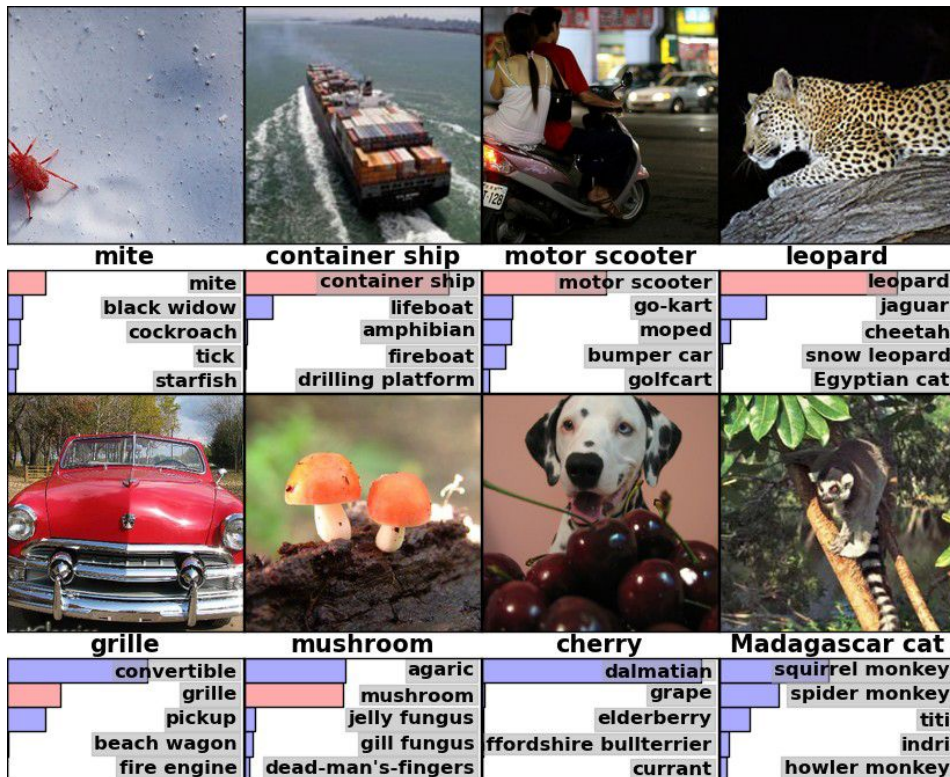 T-128
mite
container ship
motor scooter
leopard
mite
black widow
cockroach
tick
starfish
container ship
lifeboat
amphibian
fireboat
drilling platform
motor scooter
go-kart
moped
bumper car
golfcart
leopard
jaguar
cheetah
snow leopard
Egyptian cat
grille
mushroom
cherry
Madagascar cat
convertible
grille
pickup
beach wagon
fire engine
agaric
mushroom
jelly fungus
gill fungus
dead-man's-fingers
dalmatian
grape
elderberry
ffordshire bullterrier
currant
squirrel monkey
spider monkey
titi
indri
howler monkey